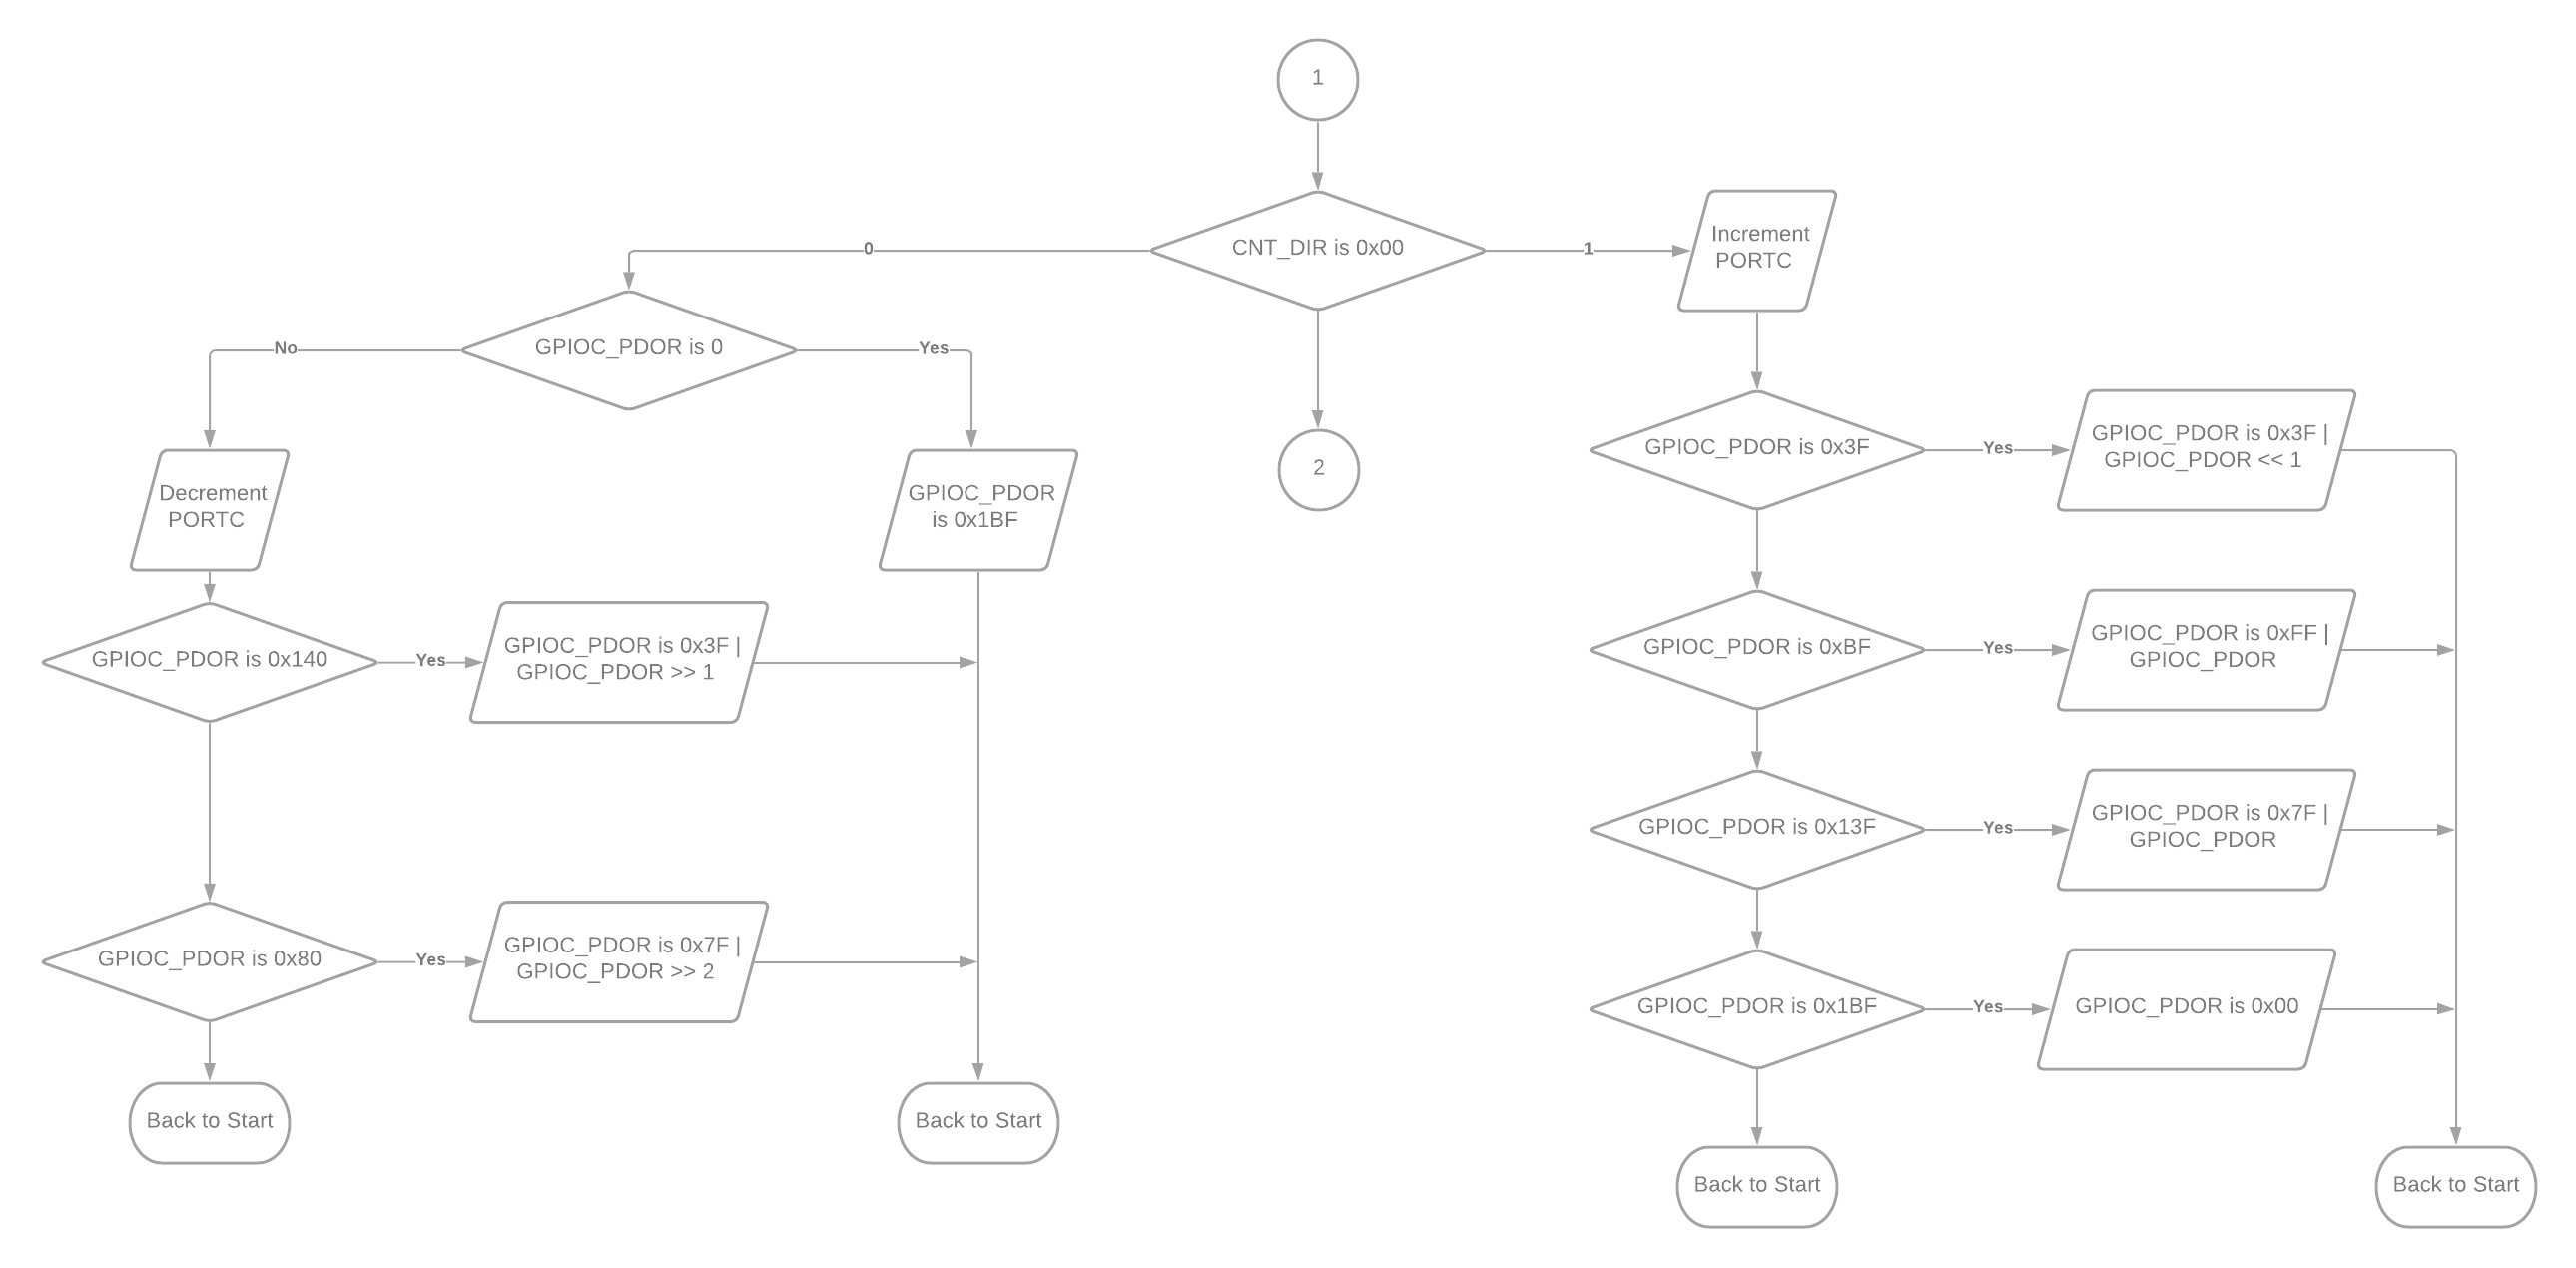 1
CNT_DIR is 0x00
0
1
Increment
PORTC
GPIOC_PDOR is 0
No
Yes
2
Decrement
PORTC
GPIOC_PDOR
is 0x1BF
GPIOC_PDOR is 0x140
Yes
GPIOC_PDOR is 0x3F |
GPIOC_PDOR >> 1
GPIOC_PDOR is 0x80
Yes
GPIOC_PDOR is 0x7F |
GPIOC_PDOR >> 2
Back to Start
Back to Start
GPIOC_PDOR is 0x3F
Yes
GPIOC_PDOR is 0x3F |
GPIOC_PDOR << 1
GPIOC_PDOR is 0xBF
Yes
GPIOC_PDOR is 0xFF |
GPIOC_PDOR
GPIOC_PDOR is 0x13F
Yes
GPIOC_PDOR is 0x7F |
GPIOC_PDOR
GPIOC_PDOR is 0x1BF
Yes
GPIOC_PDOR is 0x00
Back to Start
Back to Start